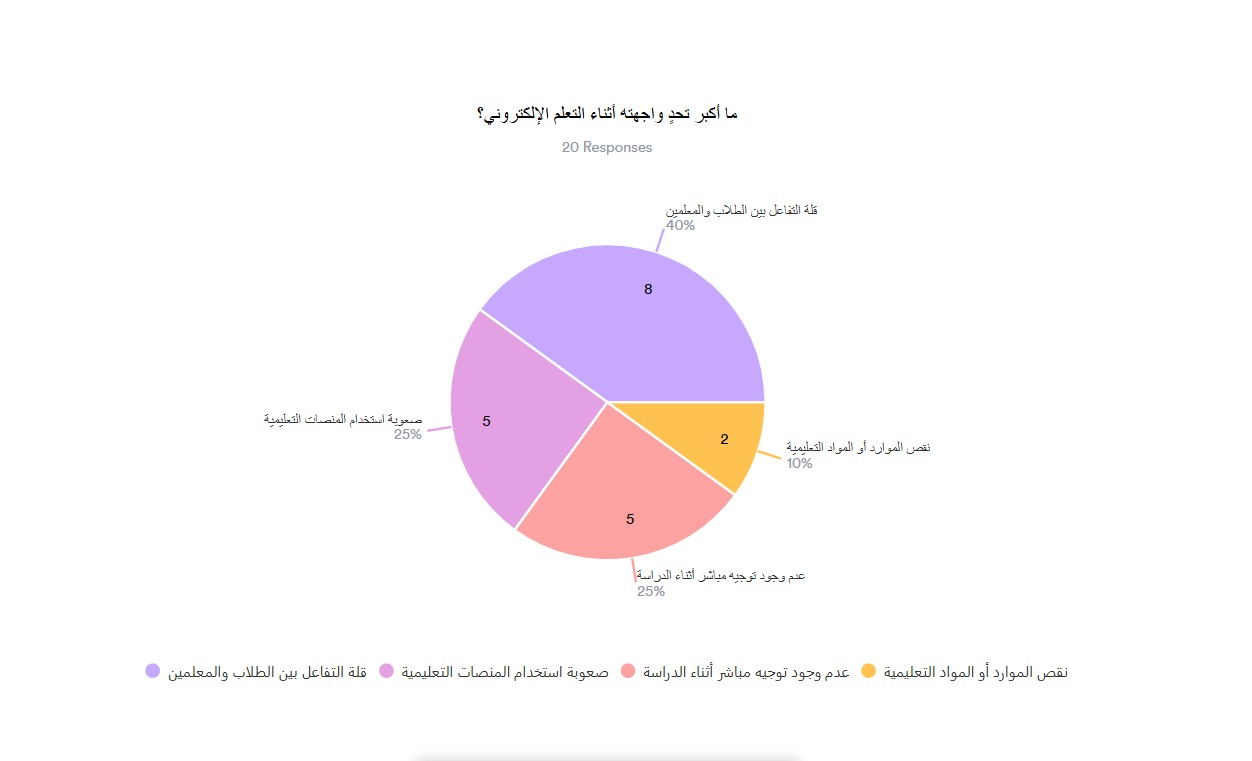 ما أكبر تحدٍ واجهته أثناء التعلم الإلكتروني؟
20 Responses
قلة التفاعل بين الطلاب والمعلمين
40%
8
صعوبة استخدام المنصات التعليمية
25%
5
2
نقص الموارد أو المواد التعليمية
10%
5
عدم وجود توجيه مباشر أثناء الدراسة
25%
قلة التفاعل بين الطلاب والمعلمين
صعوبة استخدام المنصات التعليمية
عدم وجود توجيه مباشر أثناء الدراسة
نقص الموارد أو المواد التعليمية